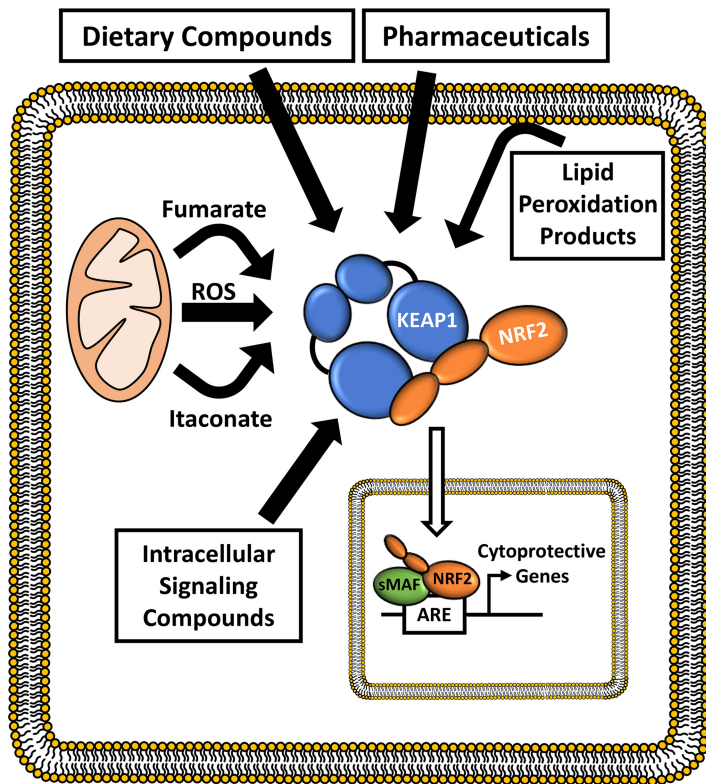 Dietary Compounds
Pharmaceuticals
Lipid
Peroxidation
Products
Fumarate
ROS
Itaconate
KEAP1
NRF2
Intracellular
Signaling
Compounds
Cytoprotective
Genes
sMAF
NRF2
ARE